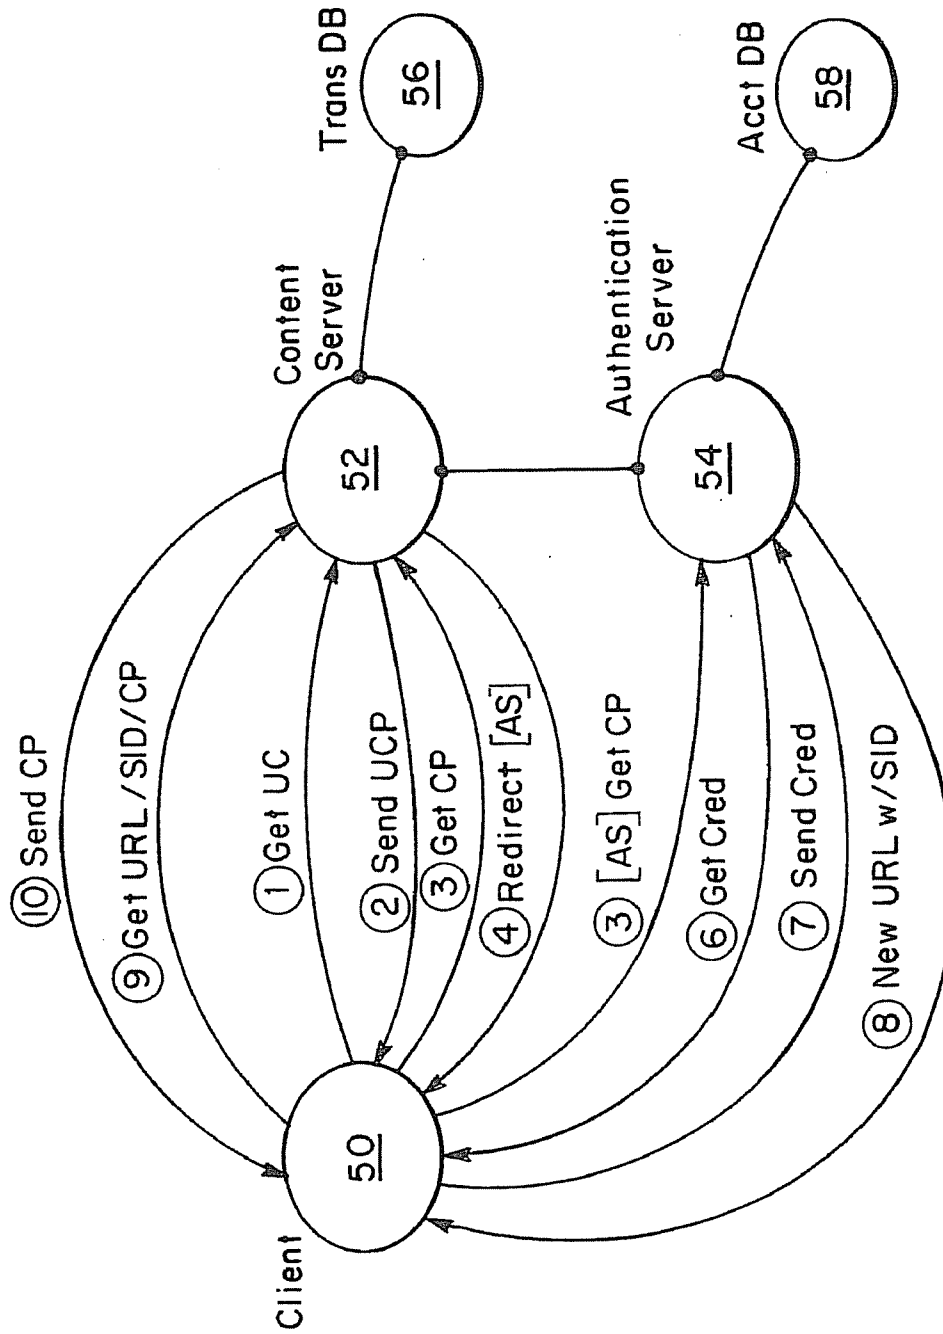 Client
50
⑩ Send CP
⑨ Get URL/SID/CP
① Get UC
② Send UCP
③ Get CP
④ Redirect [AS]
③ [AS] Get CP
⑥ Get Cred
⑦ Send Cred
⑧ New URL w/SID
Content
Server
52
Authentication
Server
54
Trans DB
56
Acct DB
58